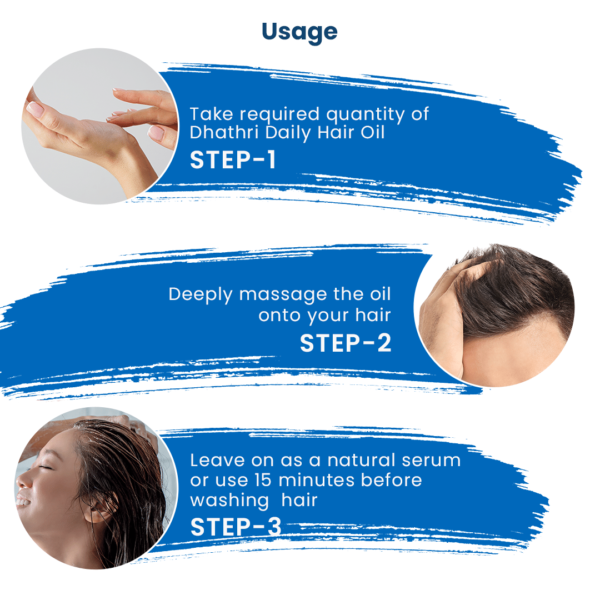 Usage
Take required quantity of
Dhathri Daily Hair Oil
STEP-1
Deeply massage the oil
onto your hair
STEP-2
Leave on as a natural serum
or use 15 minutes before
washing hair
STEP-3